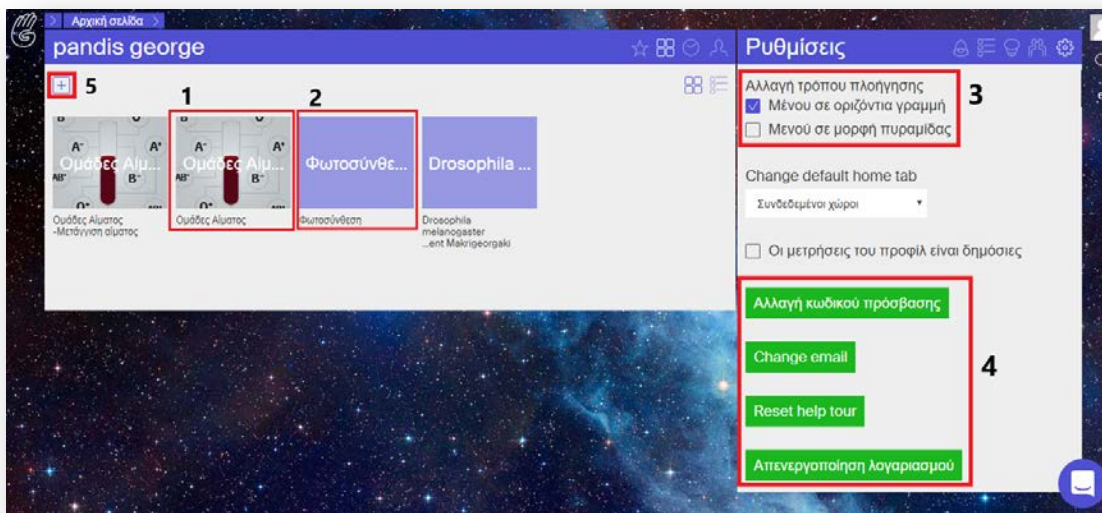 Αρχική σελίδα
pandis george
5
1
2
B O B O
A- A+ A- A+
Ομάδες Αίμ... Ομάδες Αίμ... Φωτοσύνθε... Drosophila ...
AB- B- AB- B-
O+ O+
Ομάδες Αίματος
-Μετάγγιση αίματος
Ομάδες Αίματος
Φωτοσύνθεση
Drosophila
melanogaster
...ent Makrigeorgaki
Ρυθμίσεις
Αλλαγή τρόπου πλοήγησης
Μένου σε οριζόντια γραμμή
Μενού σε μορφή πυραμίδας
3
Change default home tab
Συνδεδεμένοι χώροι
Οι μετρήσεις του προφίλ είναι δημόσιες
Αλλαγή κωδικού πρόσβασης
Change email
Reset help tour
Απενεργοποίηση λογαριασμού
4